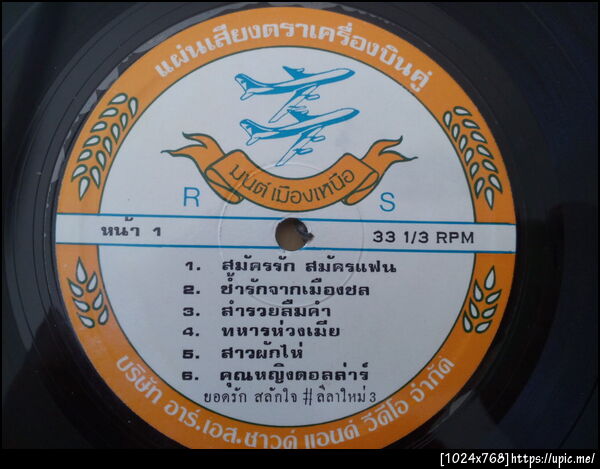 แผ่นเสียงตราเครื่องบินคู่
มนต์เมืองเหนือ
R S
หน้า 1 33 1/3 RPM
1. สมัครรัก สมัครแฟน
2. ช้ำรักจากเมืองชล
3. สำรวยลืมคำ
4. ทหารห่วงเมีย
5. สาวผักไห่
6. คุณหญิงดอลล่าร์
ยอดรัก สลักใจ # ลีลาใหม่ 3
บริษัท อาร์.เอส.ซาวด์ แอนด์ วีดีโอ จำกัด
[1024x768]https://upic.me/